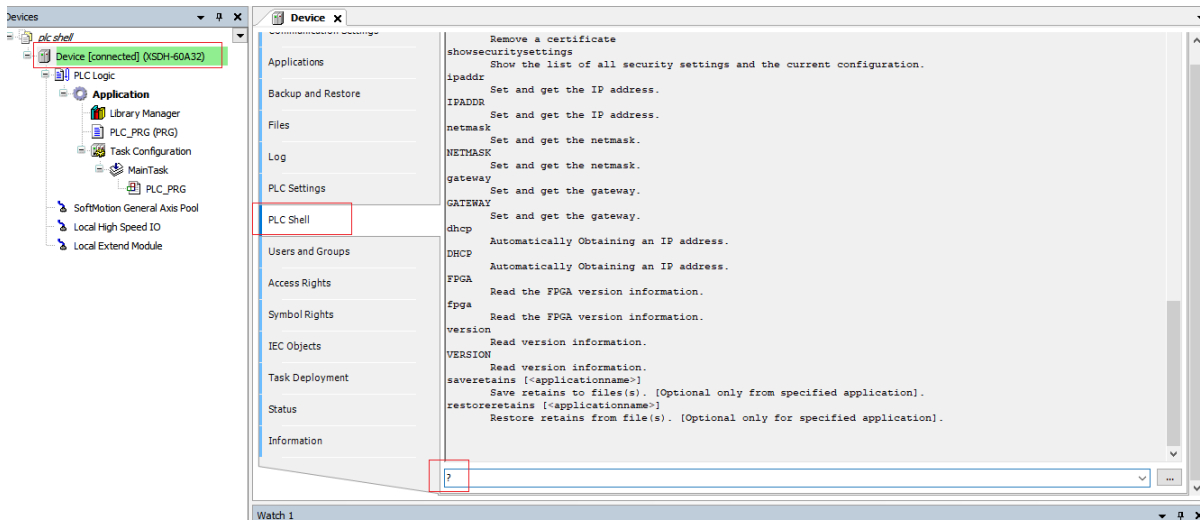 Devices
plc shell
Device [connected] (XSDH-60A32)
PLC Logic
Application
Library Manager
PLC_PRG (PRG)
Task Configuration
MainTask
PLC_PRG
SoftMotion General Axis Pool
Local High Speed IO
Local Extend Module
Device
Communication Settings
Applications
Backup and Restore
Files
Log
PLC Settings
PLC Shell
Users and Groups
Access Rights
Symbol Rights
IEC Objects
Task Deployment
Status
Information
Remove a certificate
showsecuritysettings
Show the list of all security settings and the current configuration.
ipaddr
Set and get the IP address.
IPADDR
Set and get the IP address.
netmask
Set and get the netmask.
NETMASK
Set and get the netmask.
gateway
Set and get the gateway.
GATEWAY
Set and get the gateway.
dhcp
Automatically Obtaining an IP address.
DHCP
Automatically Obtaining an IP address.
FPGA
Read the FPGA version information.
fpga
Read the FPGA version information.
version
Read version information.
VERSION
Read version information.
saveretains [<applicationname>]
Save retains to files(s). [Optional only from specified application].
restoreretains [<applicationname>]
Restore retains from file(s). [Optional only for specified application].
?
...
Watch 1